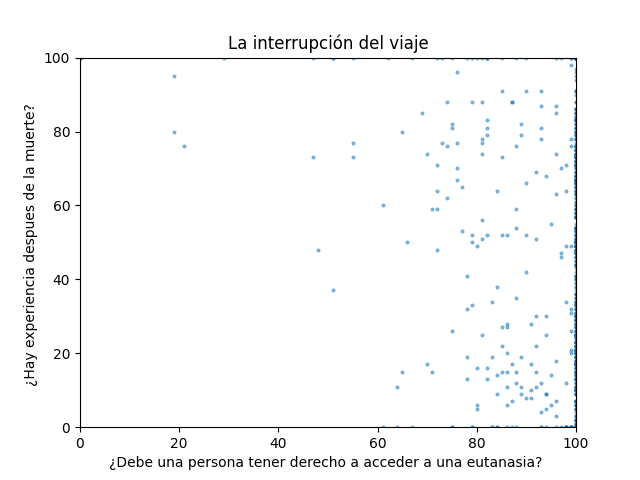 La interrupción del viaje
¿Hay experiencia despues de la muerte?
100
80
60
40
20
0
0 20 40 60 80 100
¿Debe una persona tener derecho a acceder a una eutanasia?